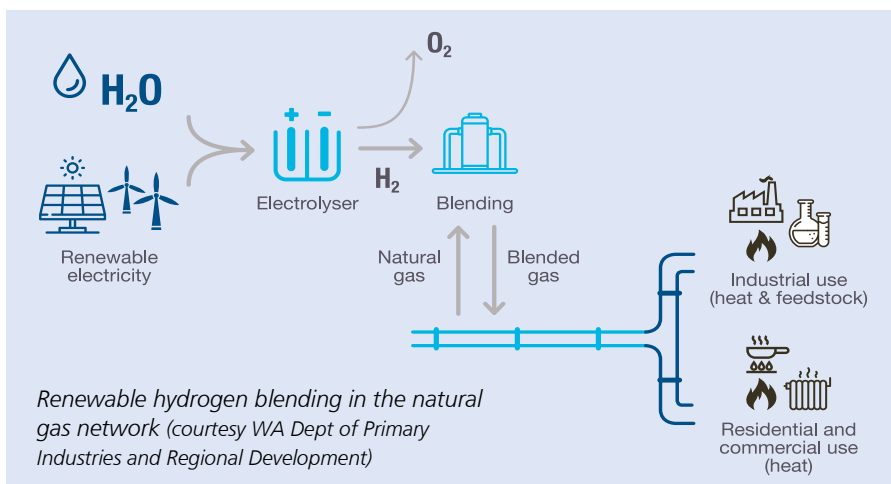 H₂O
Renewable
electricity
+ −
Electrolyser
O₂
H₂
Blending
Natural
gas
Blended
gas
Industrial use
(heat & feedstock)
Residential and
commercial use
(heat)
Renewable hydrogen blending in the natural
gas network (courtesy WA Dept of Primary
Industries and Regional Development)